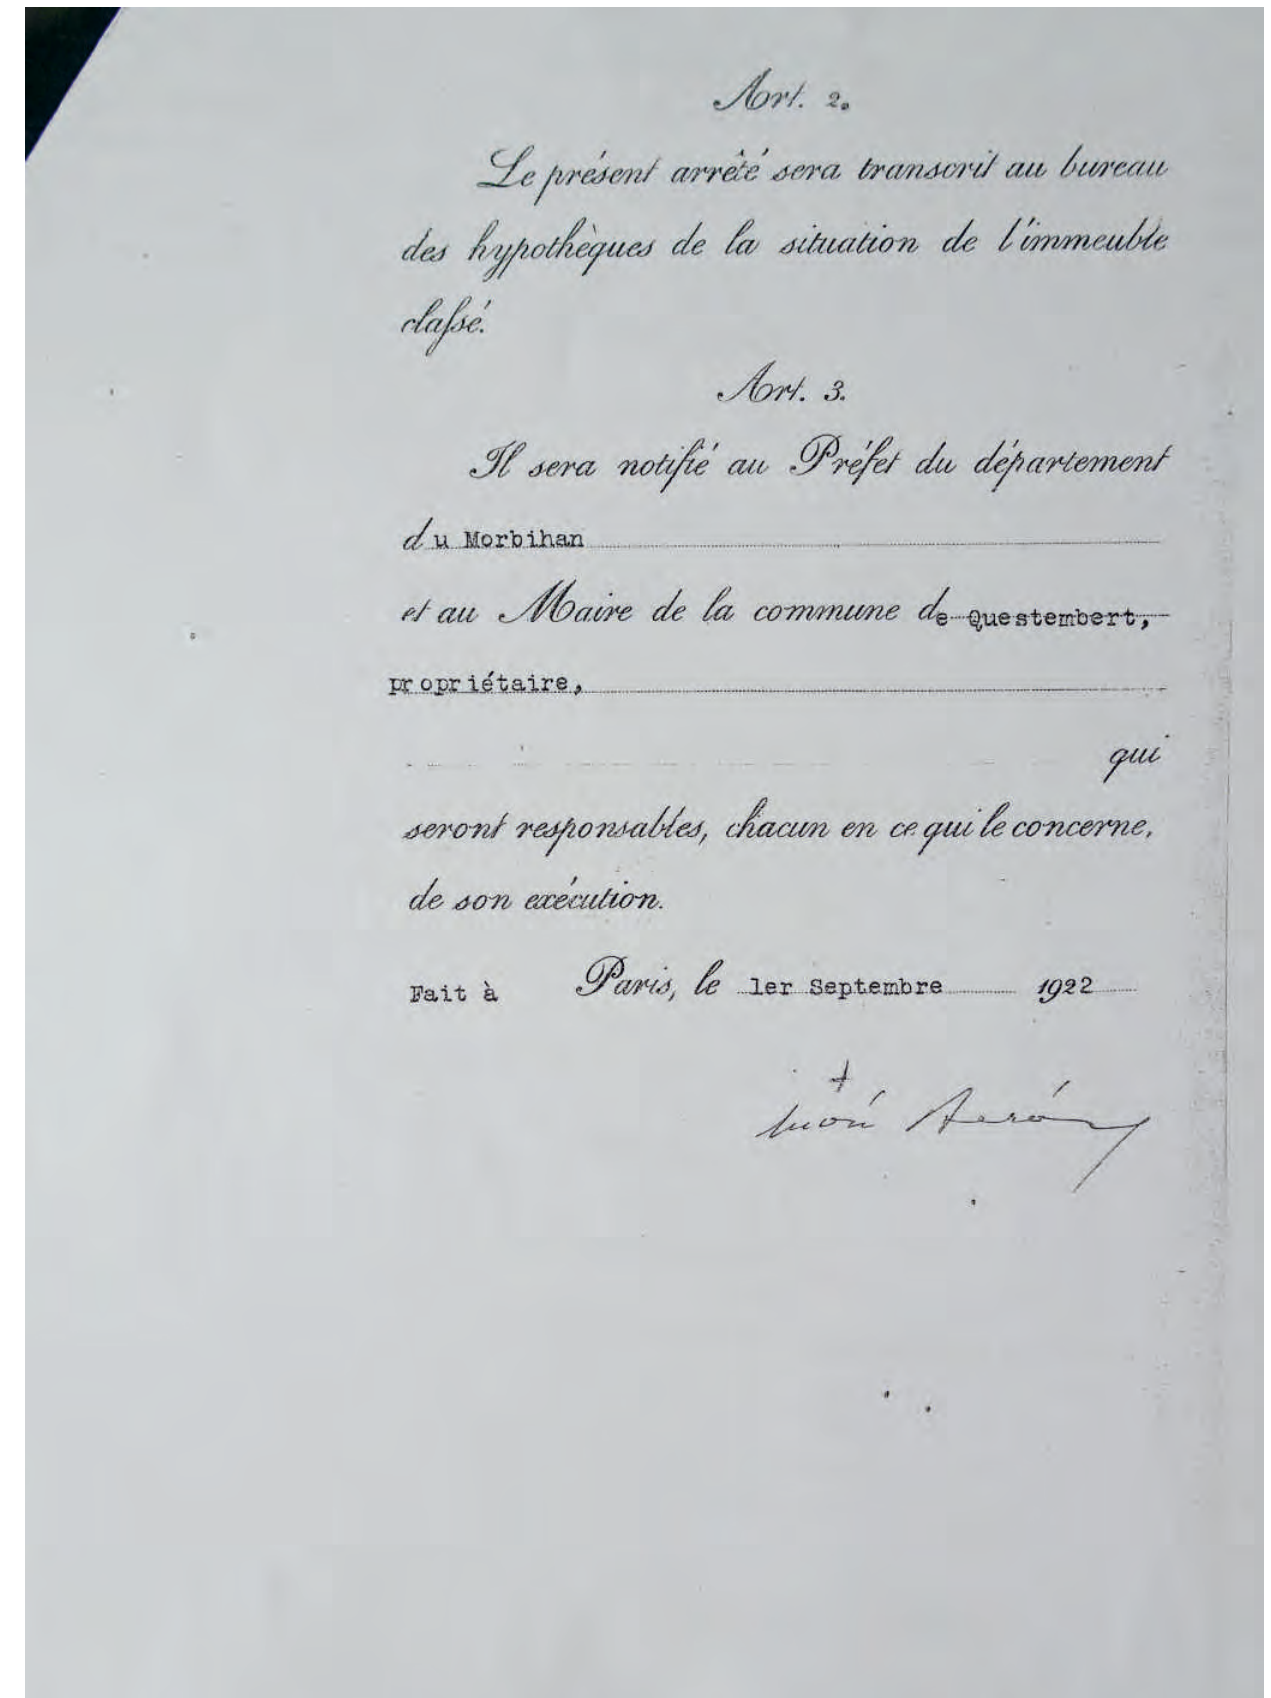 Art. 2.
Le présent arrêté sera transcrit au bureau
des hypothèques de la situation de l'immeuble
classé.
Art. 3.
Il sera notifié au Préfet du département
du Morbihan
et au Maire de la commune de Questembert,
propriétaire,
qui
seront responsables, chacun en ce qui le concerne,
de son exécution.
Fait à Paris, le 1er Septembre 1922